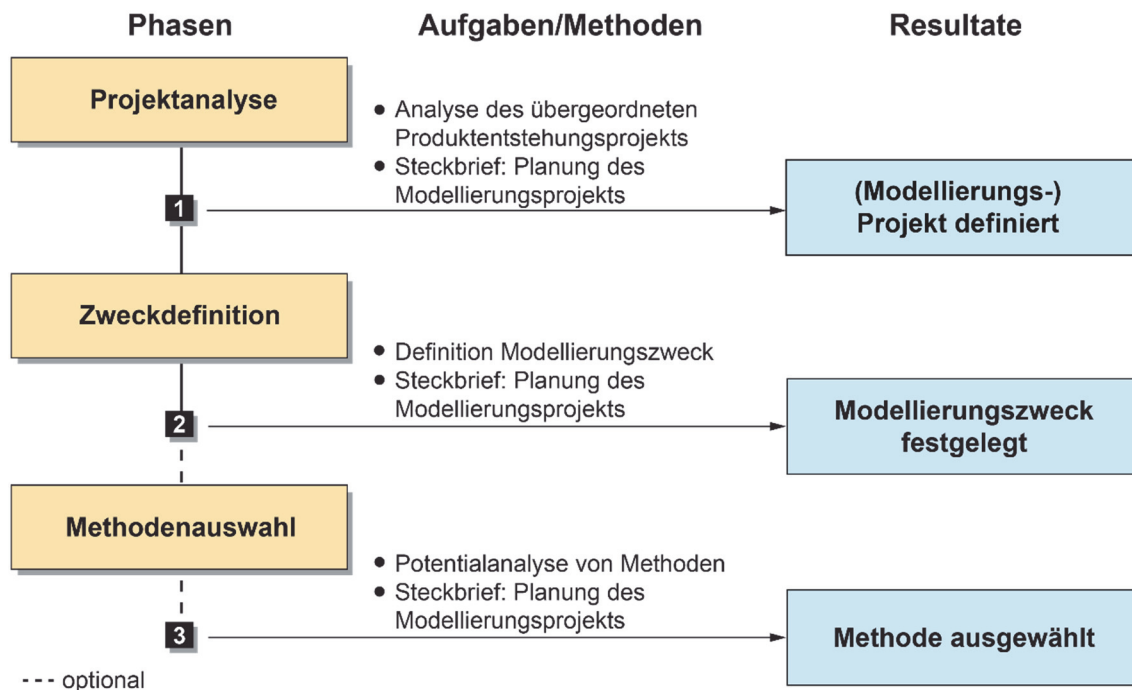 Phasen
Aufgaben/Methoden
Resultate
Projektanalyse
● Analyse des übergeordneten
Produktentstehungsprojekts
● Steckbrief: Planung des
Modellierungsprojekts
1
(Modellierungs-)
Projekt definiert
Zweckdefinition
● Definition Modellierungszweck
● Steckbrief: Planung des
Modellierungsprojekts
2
Modellierungszweck
festgelegt
Methodenauswahl
● Potentialanalyse von Methoden
● Steckbrief: Planung des
Modellierungsprojekts
3
Methode ausgewählt
--- optional